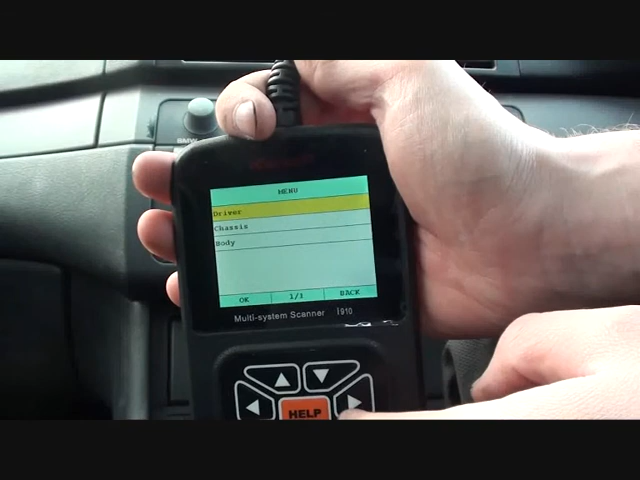 MENU
Driver
Chassis
Body
OK 1/1 BACK
Multi-system Scanner i910
HELP